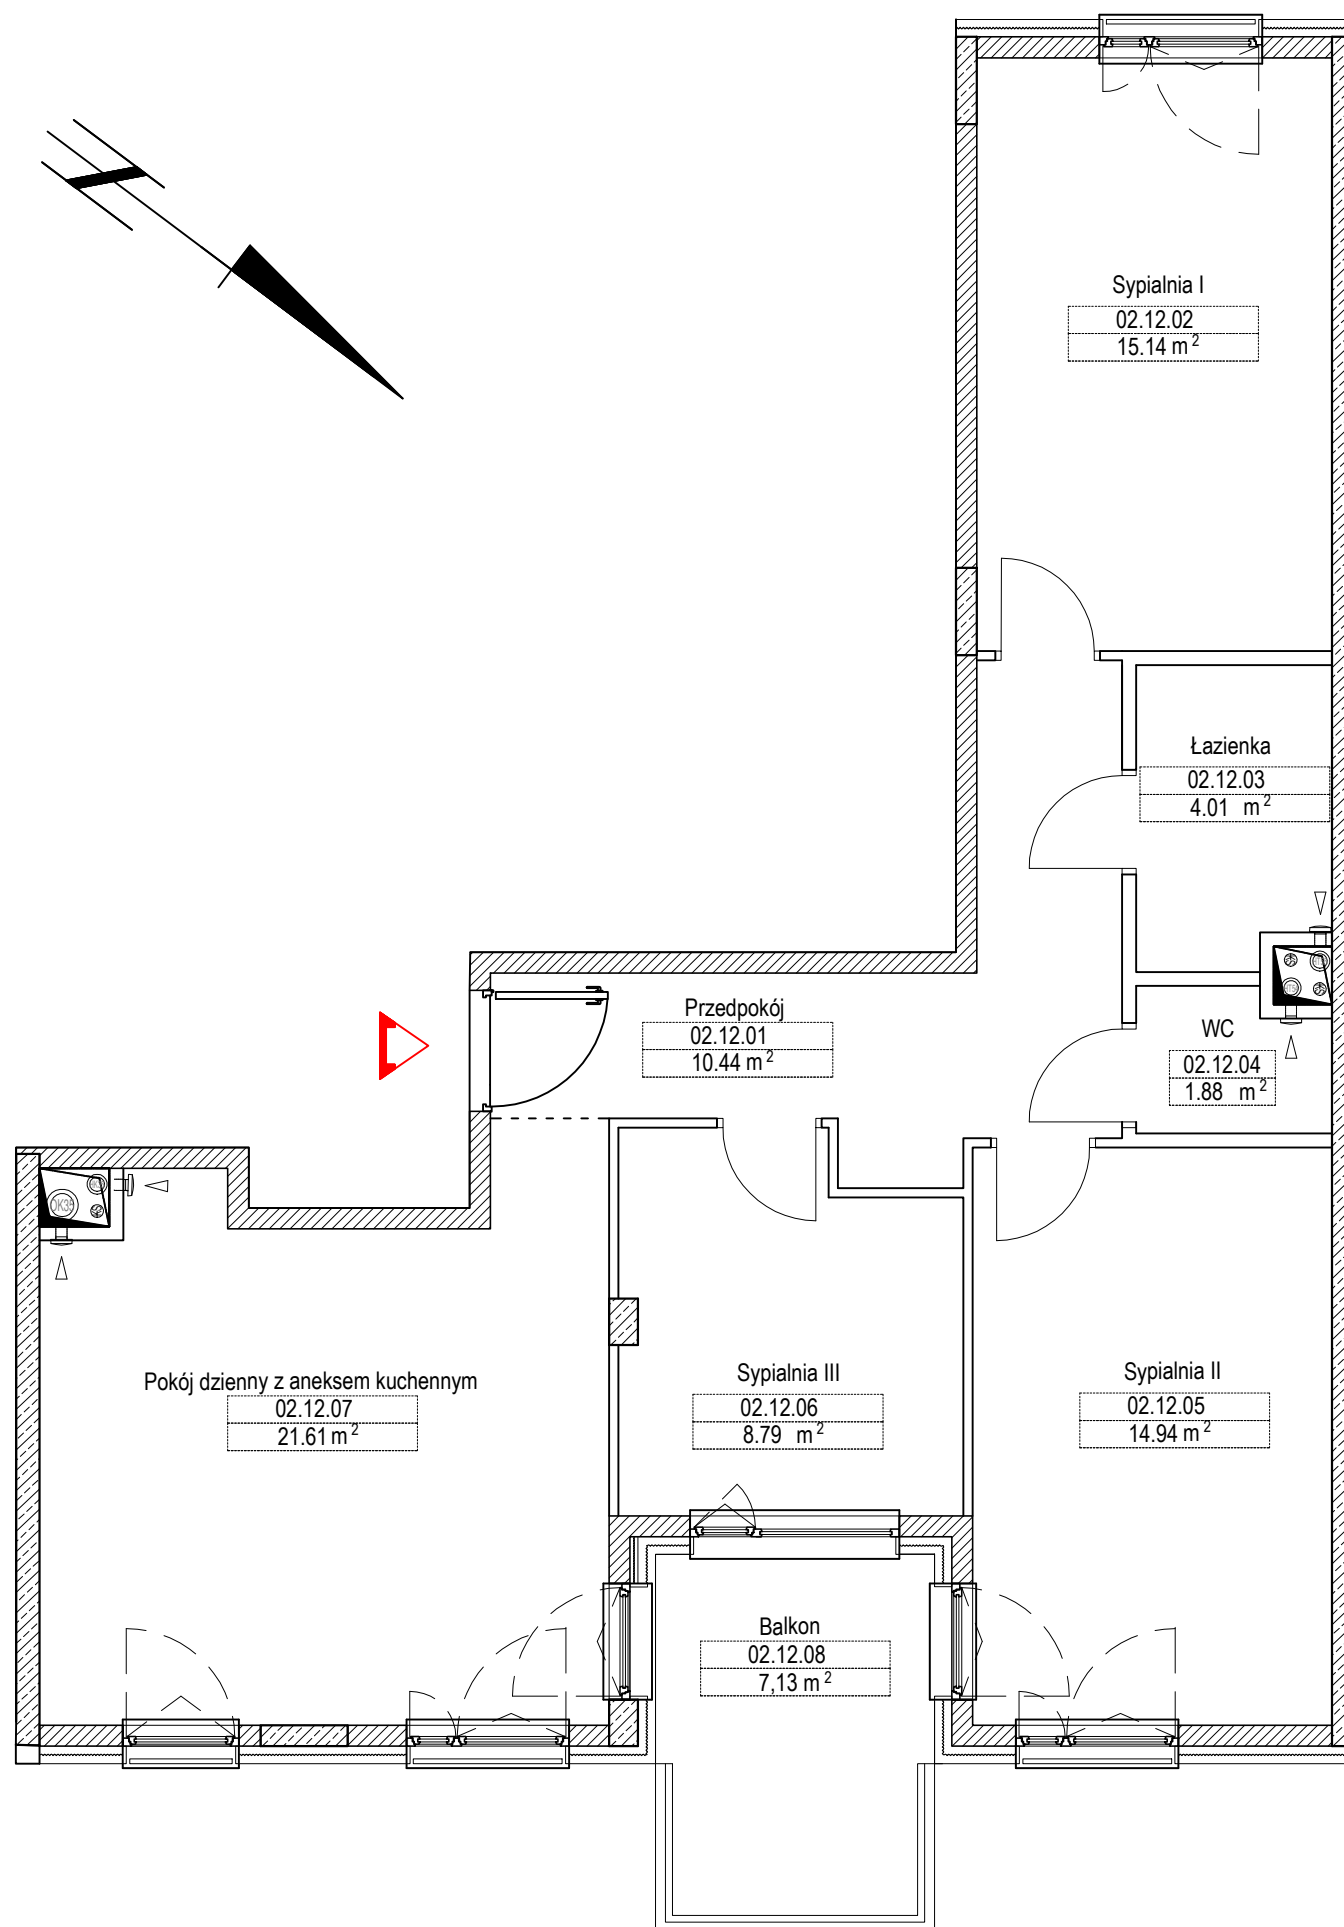 Sypialnia I
02.12.02
15.14 m²
Łazienka
02.12.03
4.01 m²
Przedpokój
02.12.01
10.44 m²
WC
02.12.04
1.88 m²
OK35
Pokój dzienny z aneksem kuchennym
02.12.07
21.61 m²
Sypialnia III
02.12.06
8.79 m²
Sypialnia II
02.12.05
14.94 m²
Balkon
02.12.08
7,13 m²